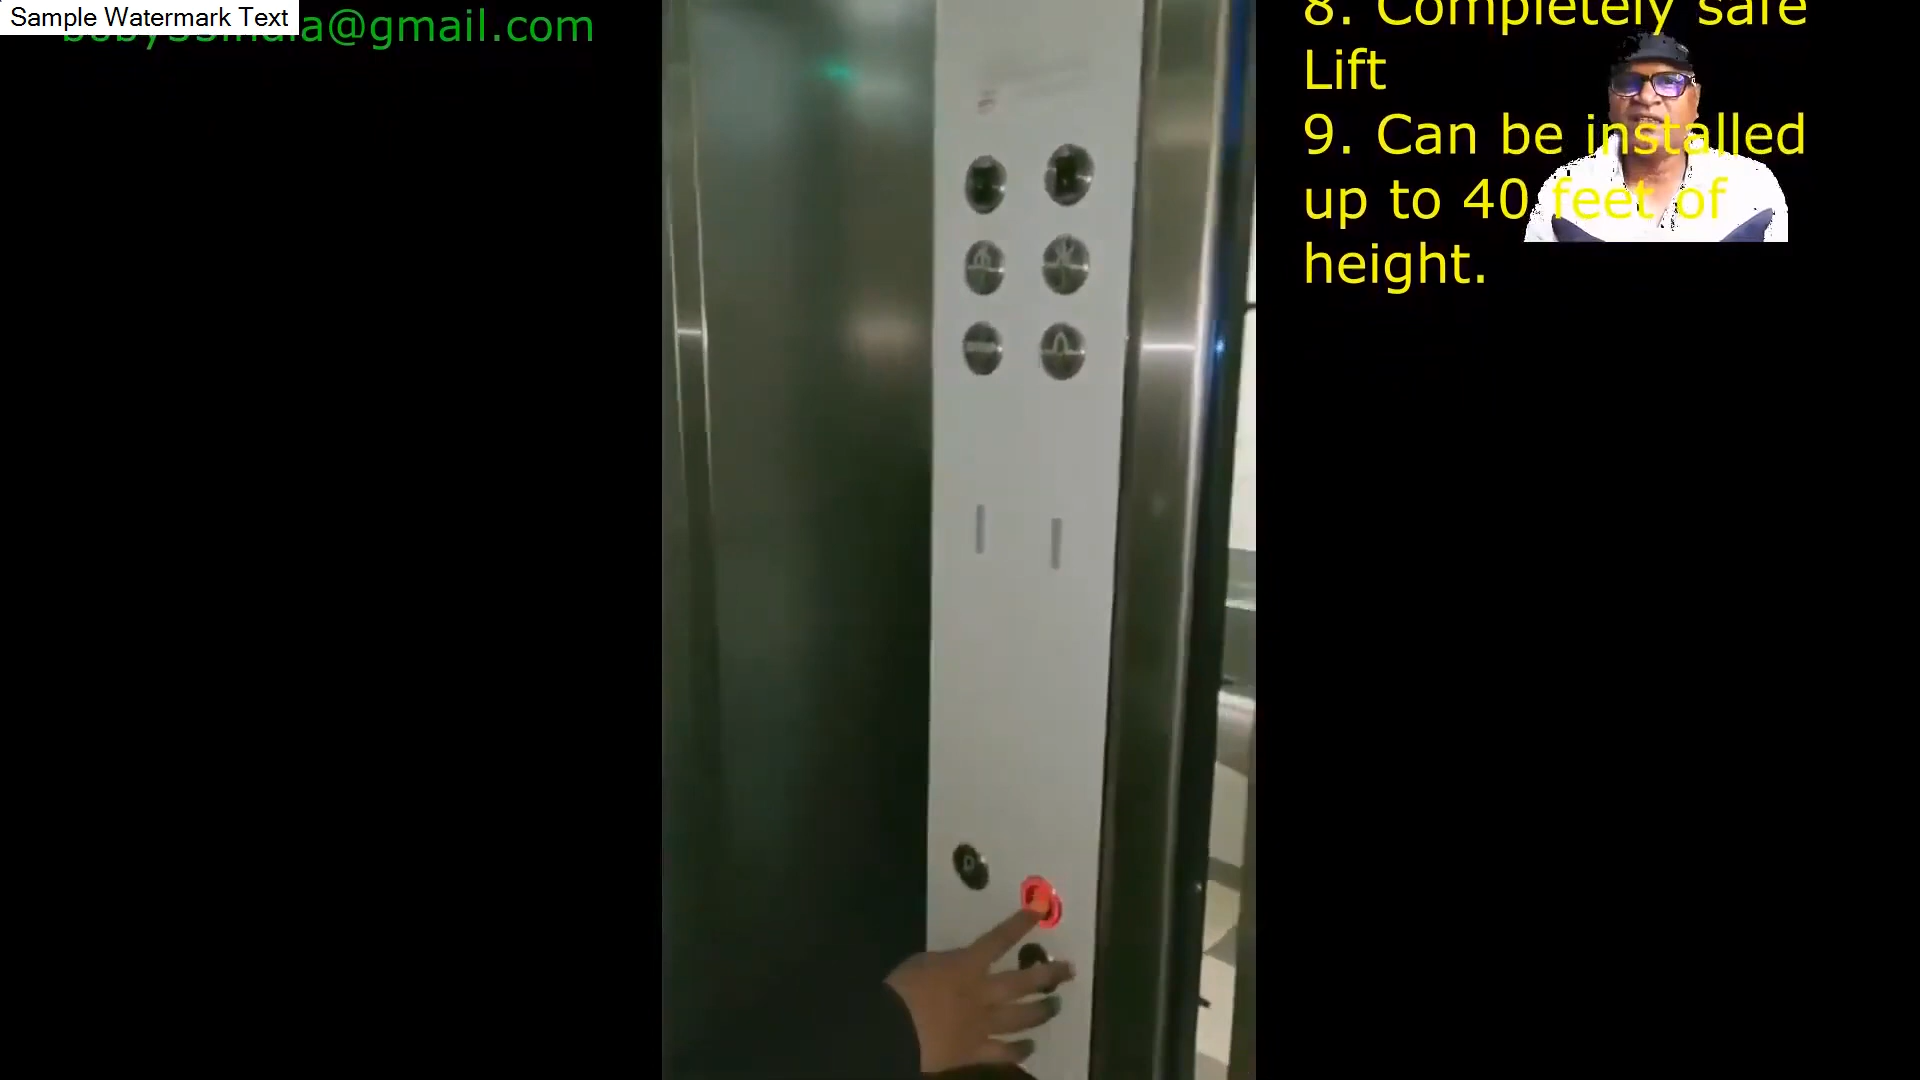 Sample Watermark Text
a@gmail.com
8. Completely safe
Lift
9. Can be installed
up to 40 feet of
height.